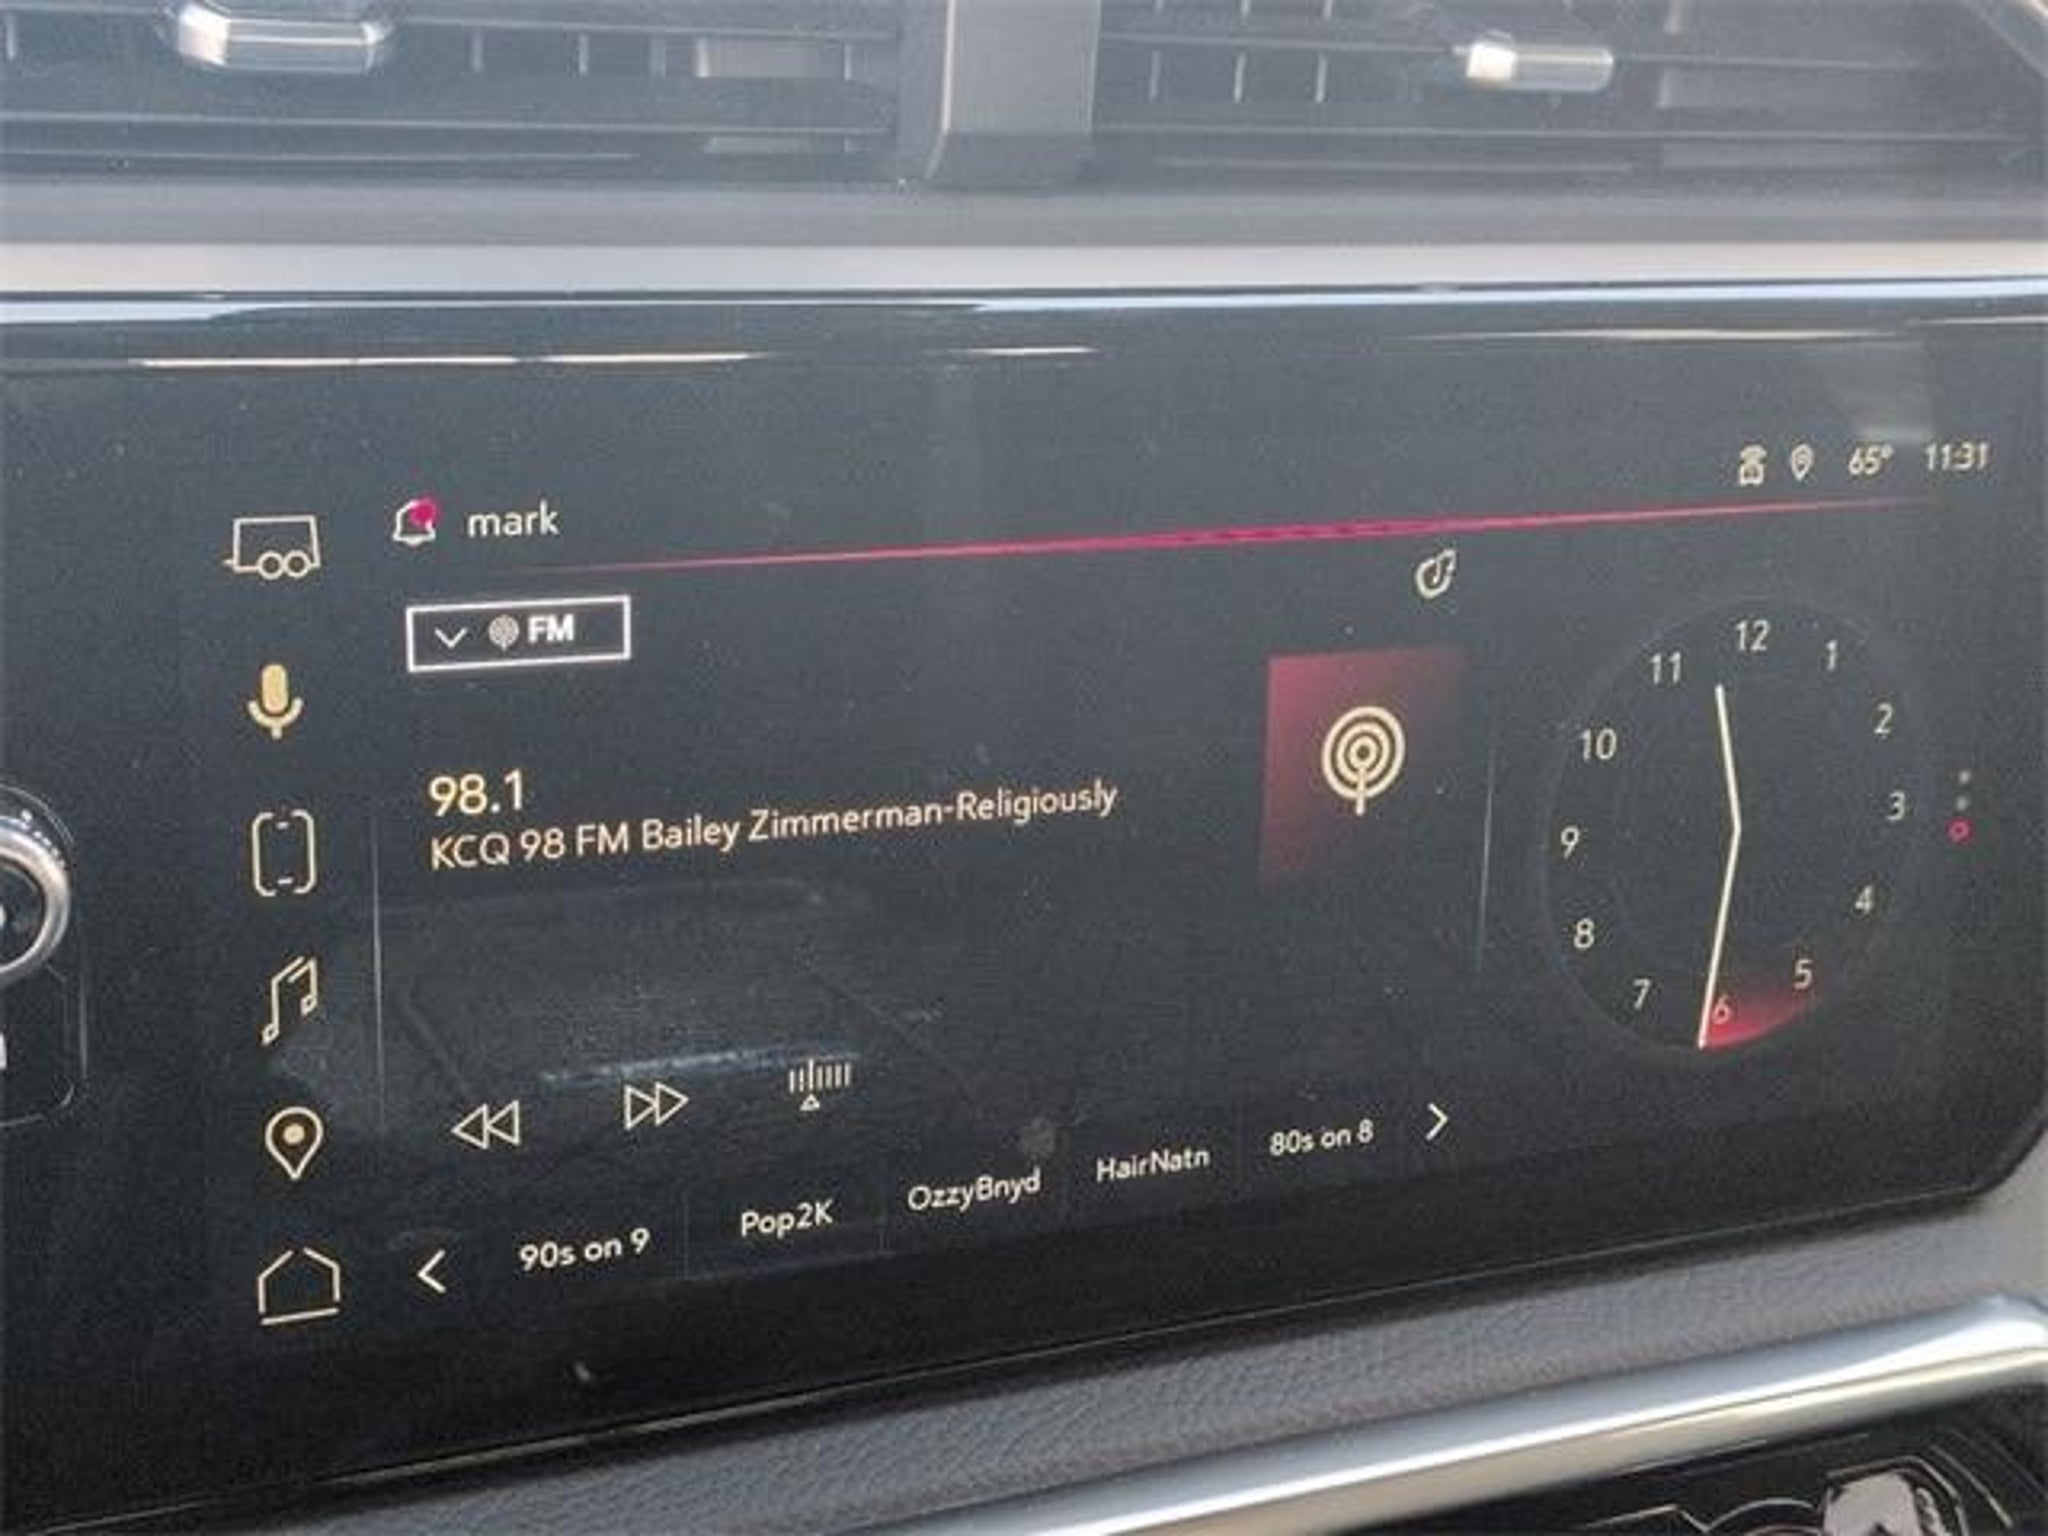 65° 11:31
mark
FM
98.1
KCQ 98 FM Bailey Zimmerman-Religiously
12
1
2
3
4
5
6
7
8
9
10
11
90s on 9
Pop2K
OzzyBnyd
HairNatn
80s on 8